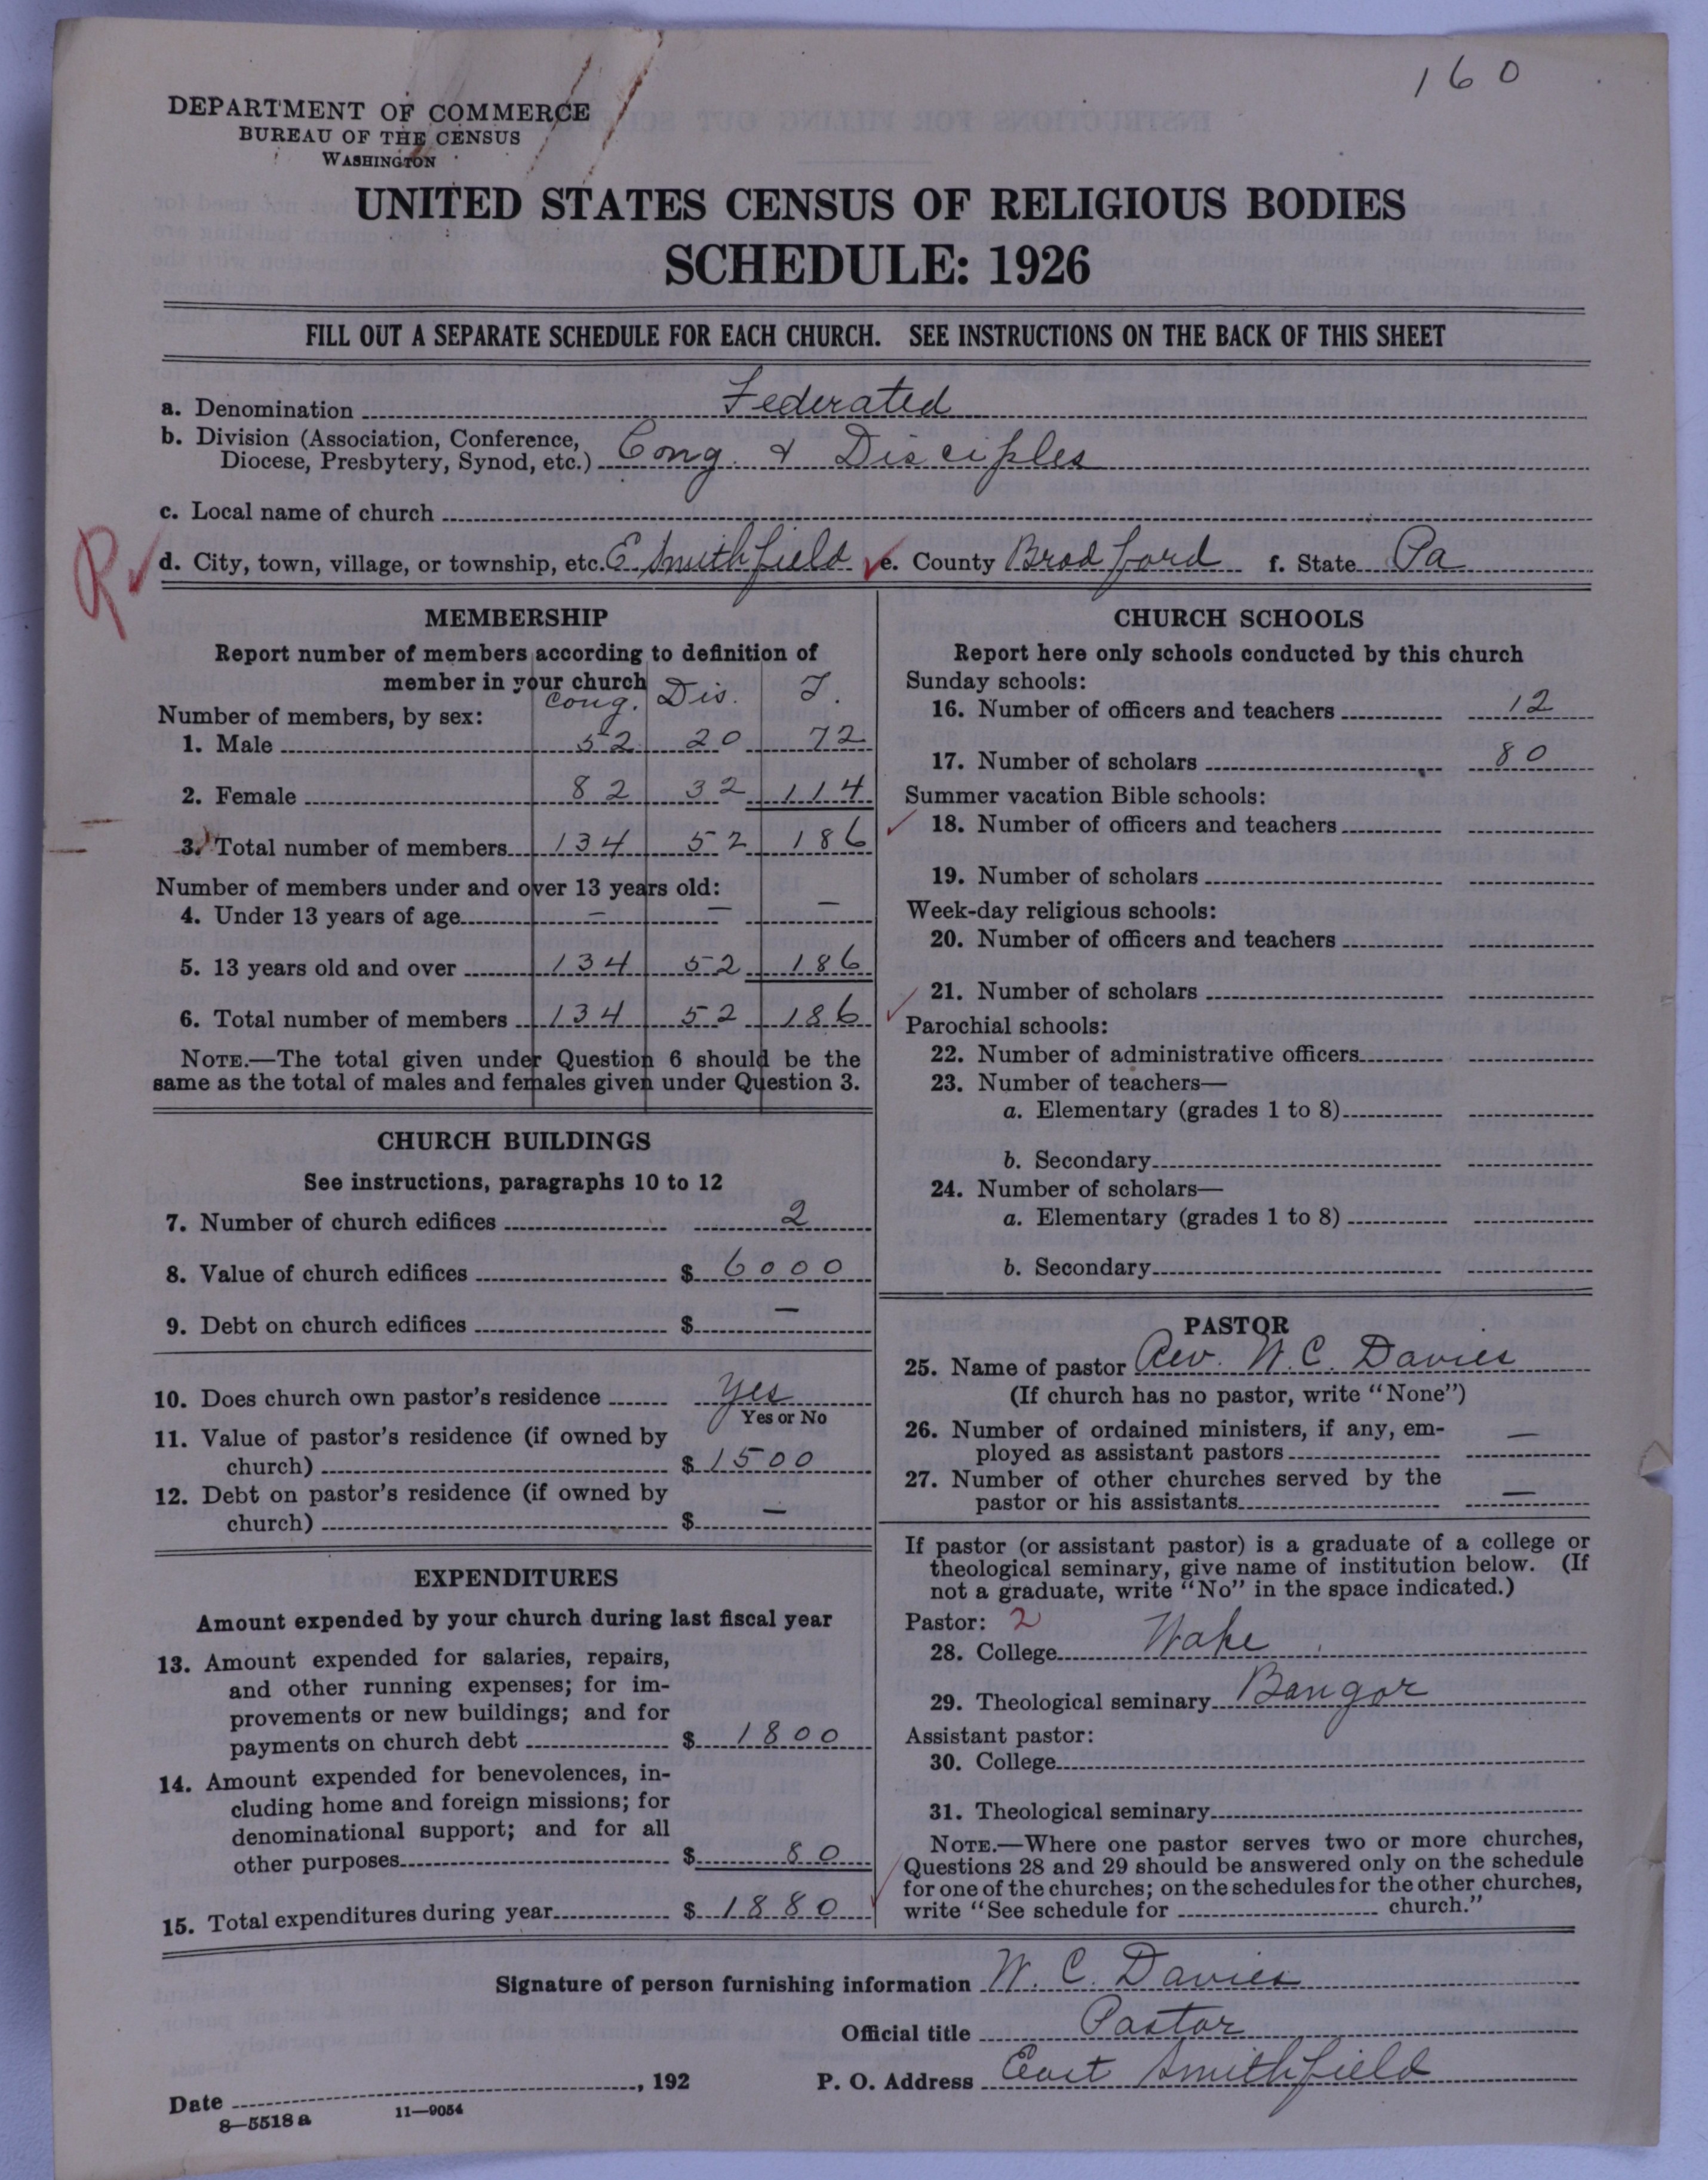 160
DEPARTMENT OF COMMERCE
BUREAU OF THE CENSUS
WASHINGTON
UNITED STATES CENSUS OF RELIGIOUS BODIES
SCHEDULE: 1926
FILL OUT A SEPARATE SCHEDULE FOR EACH CHURCH. SEE INSTRUCTIONS ON THE BACK OF THIS SHEET
a. Denomination Federated
b. Division (Association, Conference,
Diocese, Presbytery, Synod, etc.) Cong. & Disciples
c. Local name of church
R d. City, town, village, or township, etc. E Smithfield e. County Bradford f. State Pa
MEMBERSHIP
Report number of members according to definition of
member in your church
Cong. Dis. T.
Number of members, by sex:
1. Male 52 20 72
2. Female 82 32 114
3. Total number of members 134 52 186
Number of members under and over 13 years old:
4. Under 13 years of age — — —
5. 13 years old and over 134 52 186
6. Total number of members 134 52 186
NOTE.—The total given under Question 6 should be the
same as the total of males and females given under Question 3.
CHURCH BUILDINGS
See instructions, paragraphs 10 to 12
7. Number of church edifices 2
8. Value of church edifices $ 6000
9. Debt on church edifices $ —
10. Does church own pastor's residence Yes
Yes or No
11. Value of pastor's residence (if owned by
church) $ 1500
12. Debt on pastor's residence (if owned by
church) $ —
EXPENDITURES
Amount expended by your church during last fiscal year
13. Amount expended for salaries, repairs,
and other running expenses; for im-
provements or new buildings; and for
payments on church debt $ 1800
14. Amount expended for benevolences, in-
cluding home and foreign missions; for
denominational support; and for all
other purposes $ 80
15. Total expenditures during year $ 1880
CHURCH SCHOOLS
Report here only schools conducted by this church
Sunday schools:
16. Number of officers and teachers 12
17. Number of scholars 80
Summer vacation Bible schools:
18. Number of officers and teachers
19. Number of scholars
Week-day religious schools:
20. Number of officers and teachers
21. Number of scholars
Parochial schools:
22. Number of administrative officers
23. Number of teachers—
a. Elementary (grades 1 to 8)
b. Secondary
24. Number of scholars—
a. Elementary (grades 1 to 8)
b. Secondary
PASTOR
25. Name of pastor Rev. W. C. Davies
(If church has no pastor, write "None")
26. Number of ordained ministers, if any, em-
ployed as assistant pastors —
27. Number of other churches served by the
pastor or his assistants —
If pastor (or assistant pastor) is a graduate of a college or
theological seminary, give name of institution below. (If
not a graduate, write "No" in the space indicated.)
Pastor: 2
28. College Wake
29. Theological seminary Bangor
Assistant pastor:
30. College
31. Theological seminary
NOTE.—Where one pastor serves two or more churches,
Questions 28 and 29 should be answered only on the schedule
for one of the churches; on the schedules for the other churches,
write "See schedule for church."
Signature of person furnishing information W. C. Davies
Official title Pastor
Date , 192 P. O. Address East Smithfield
8—5518a 11—9054